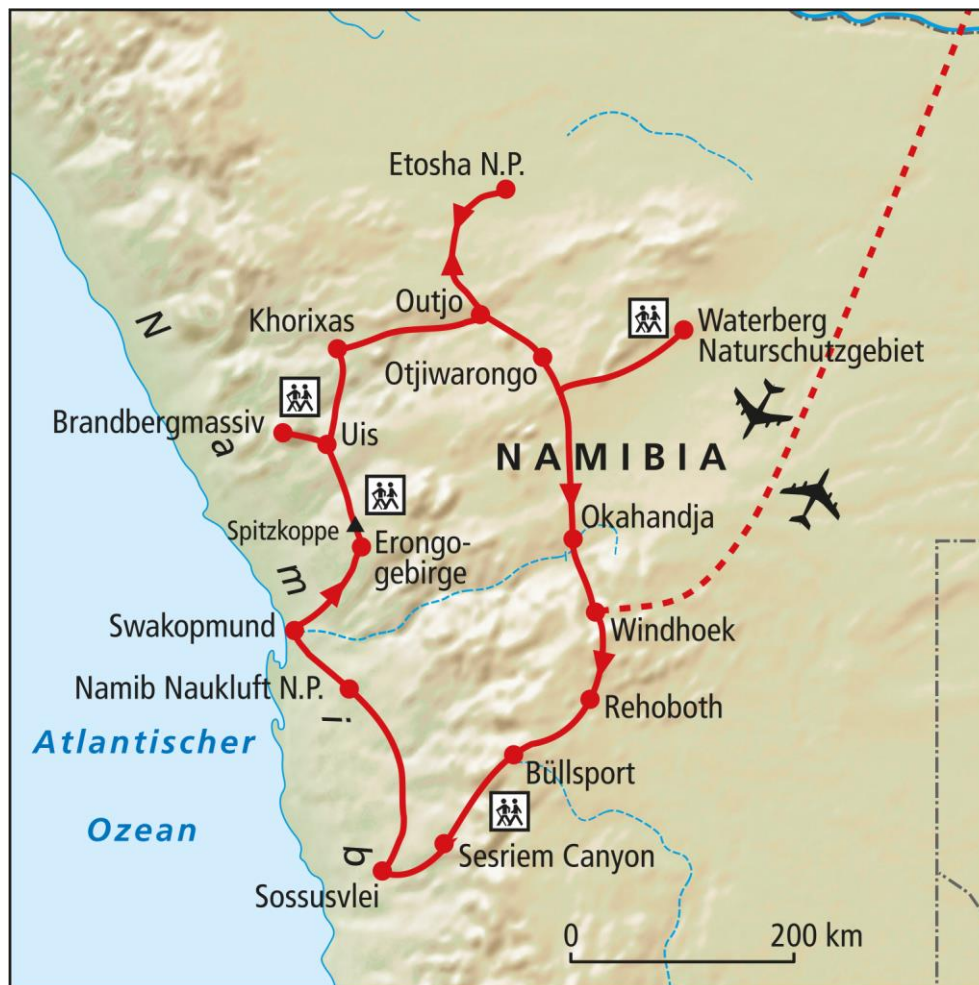 Etosha N.P.
Outjo
Khorixas
Waterberg
Naturschutzgebiet
Otjiwarongo
Brandbergmassiv
Uis
NAMIBIA
Okahandja
Spitzkoppe
Erongo-
gebirge
Swakopmund
Windhoek
Namib Naukluft N.P.
Rehoboth
Atlantischer
Ozean
Büllsport
Sesriem Canyon
Sossusvlei
Namib
0 200 km